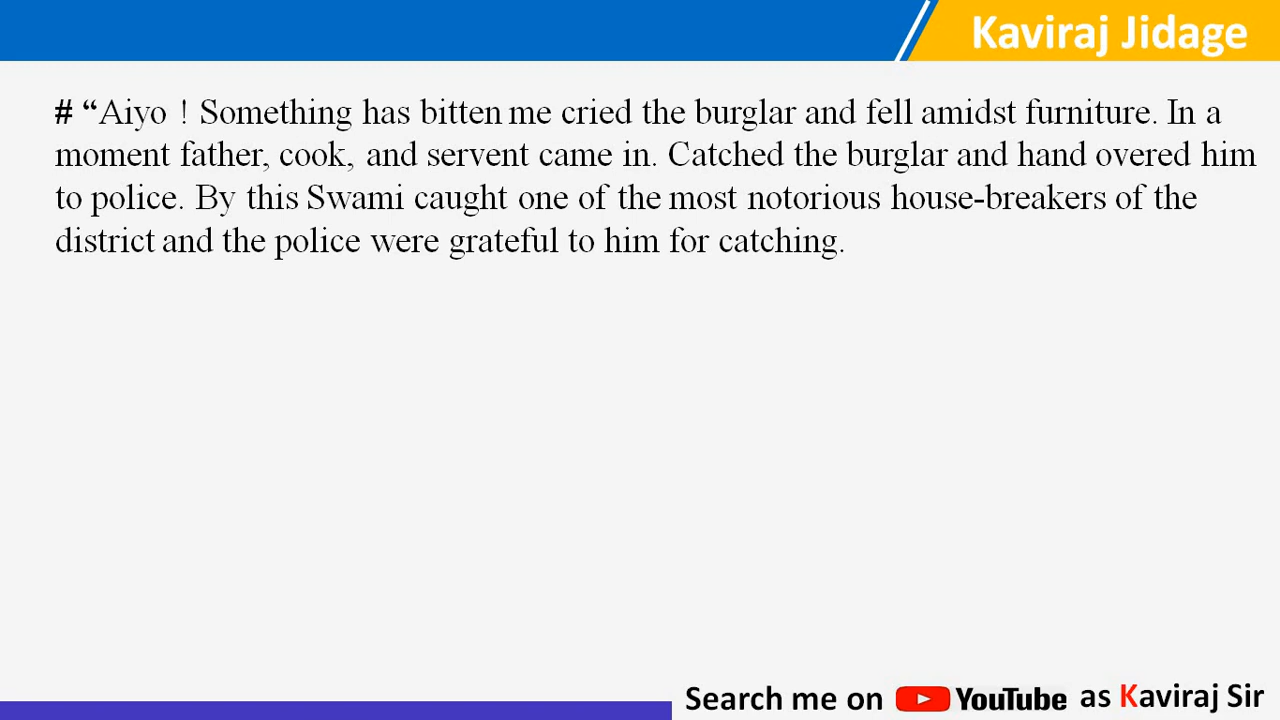 Kaviraj Jidage
# “Aiyo ! Something has bitten me cried the burglar and fell amidst furniture. In a
moment father, cook, and servent came in. Catched the burglar and hand overed him
to police. By this Swami caught one of the most notorious house-breakers of the
district and the police were grateful to him for catching.
Search me on YouTube as Kaviraj Sir